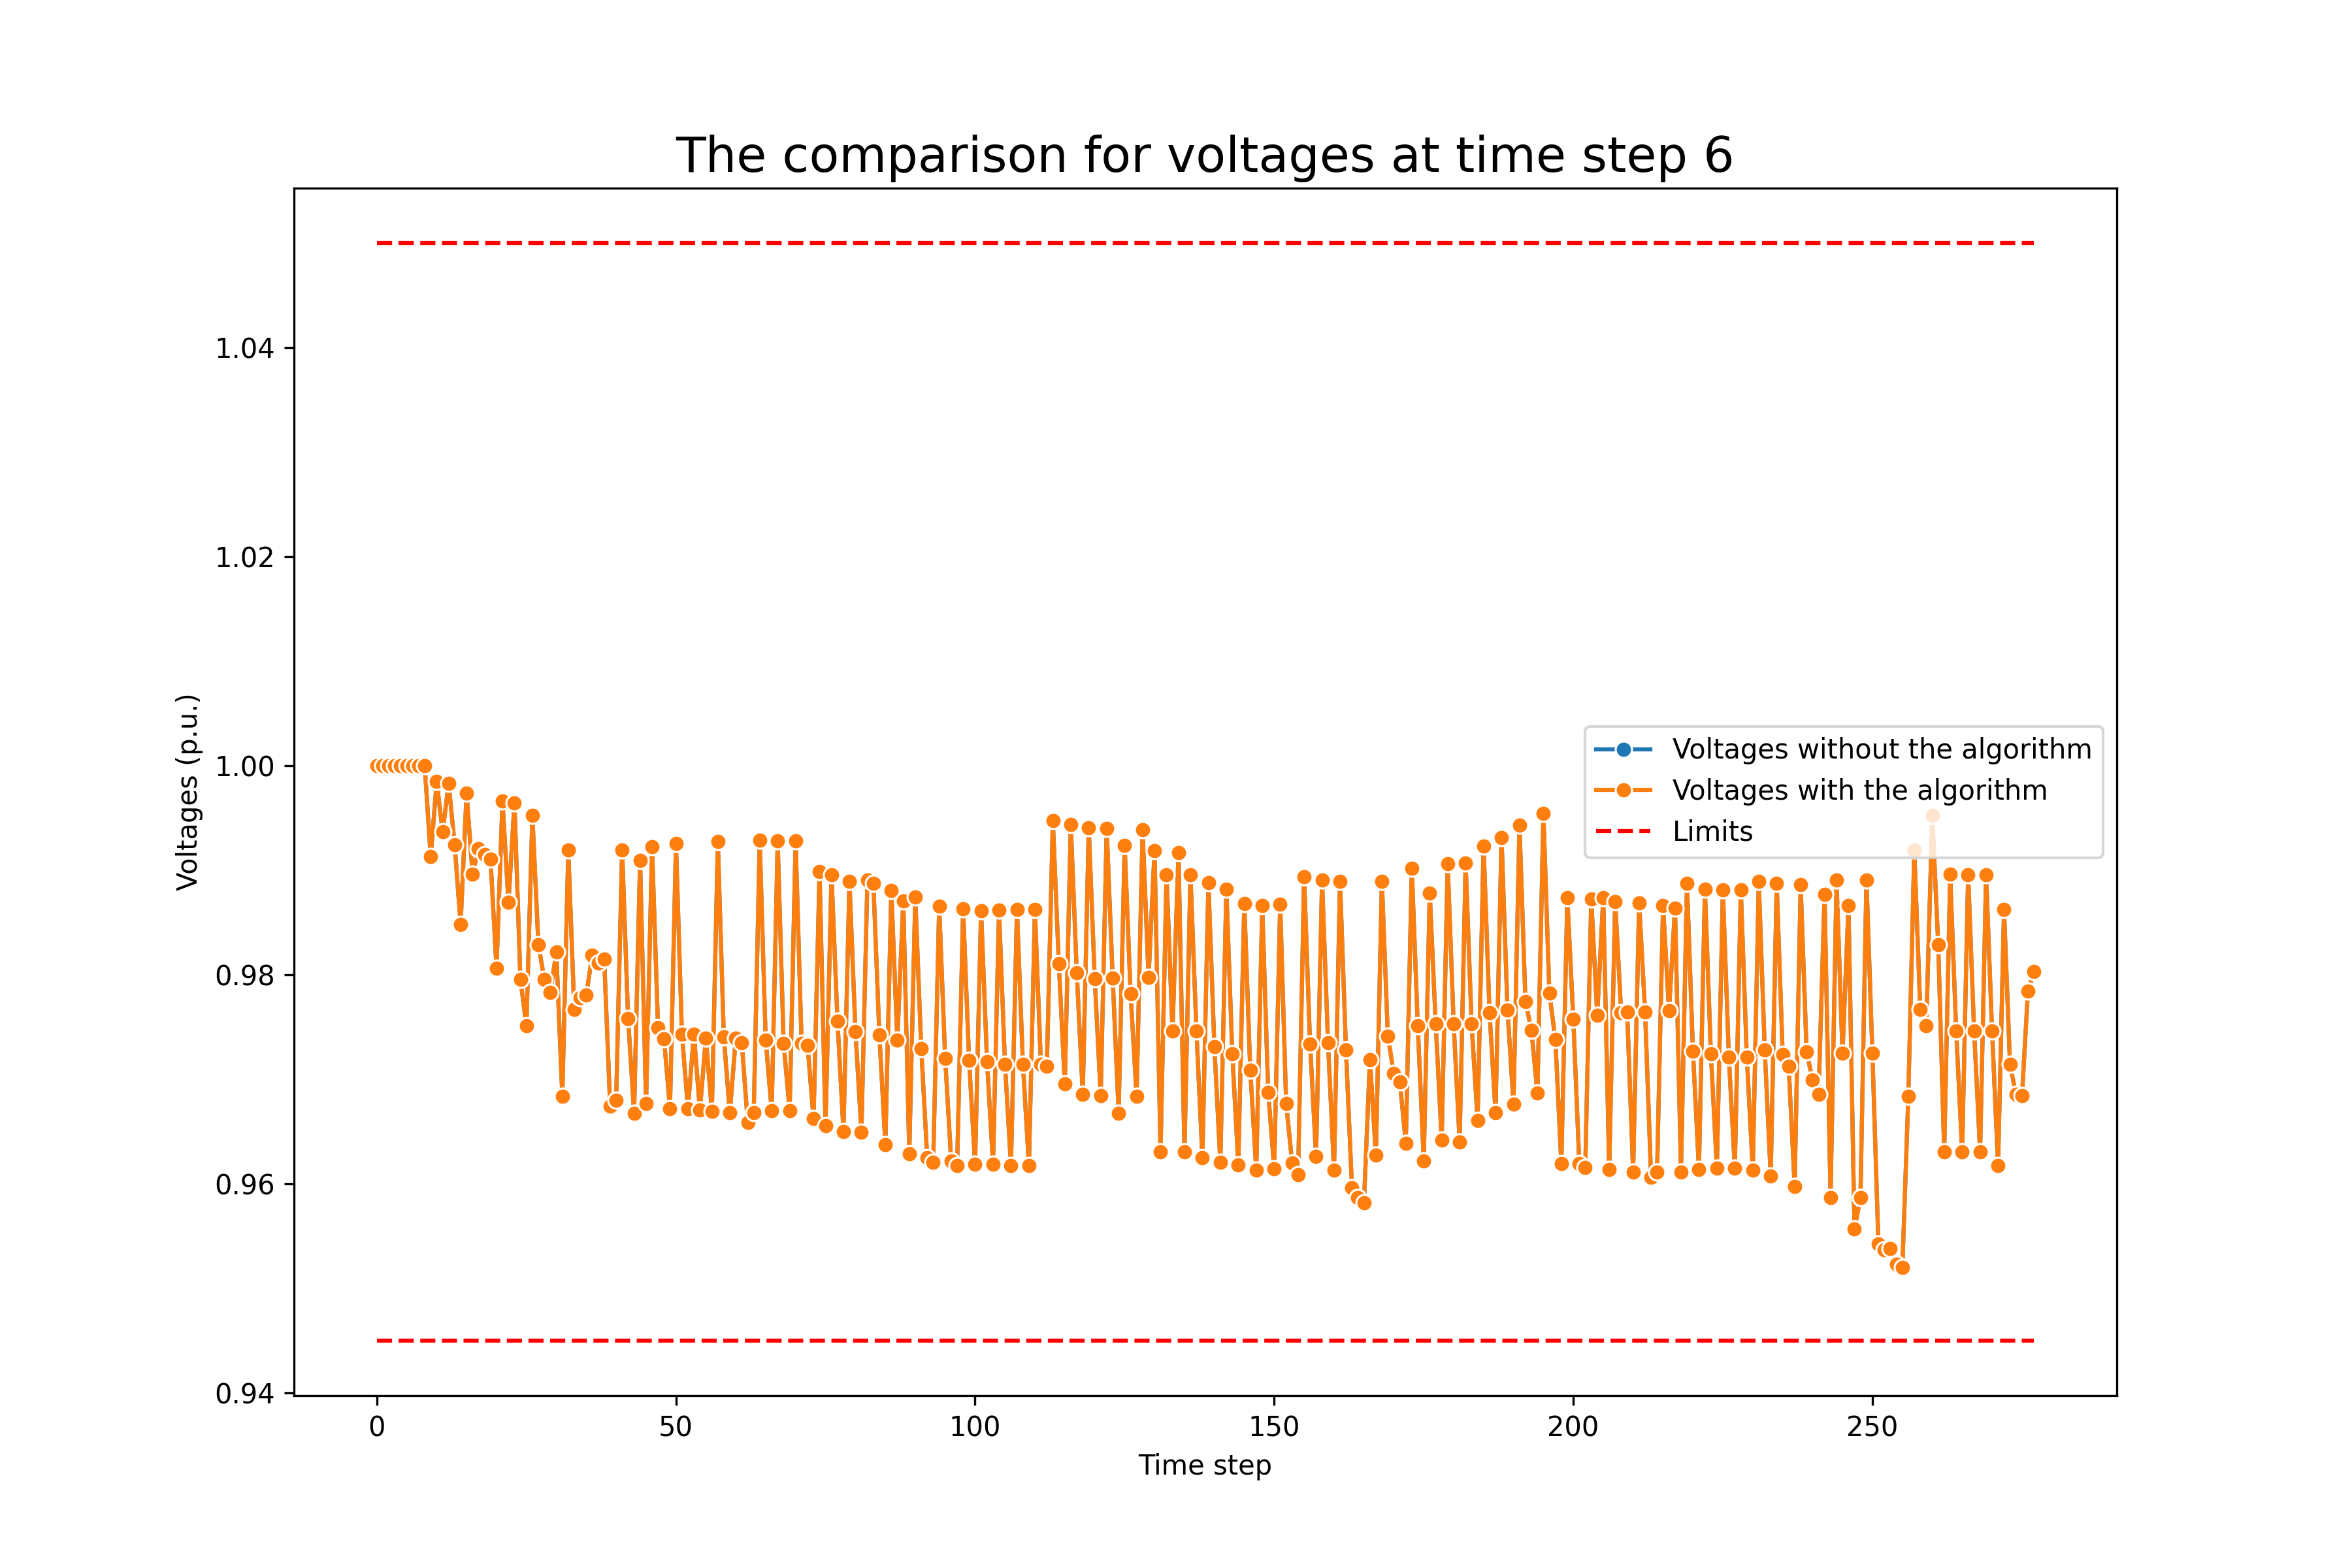 The comparison for voltages at time step 6
Voltages (p.u.)
1.04
1.02
1.00
0.98
0.96
0.94
Voltages without the algorithm
Voltages with the algorithm
Limits
0
50
100
150
200
250
Time step